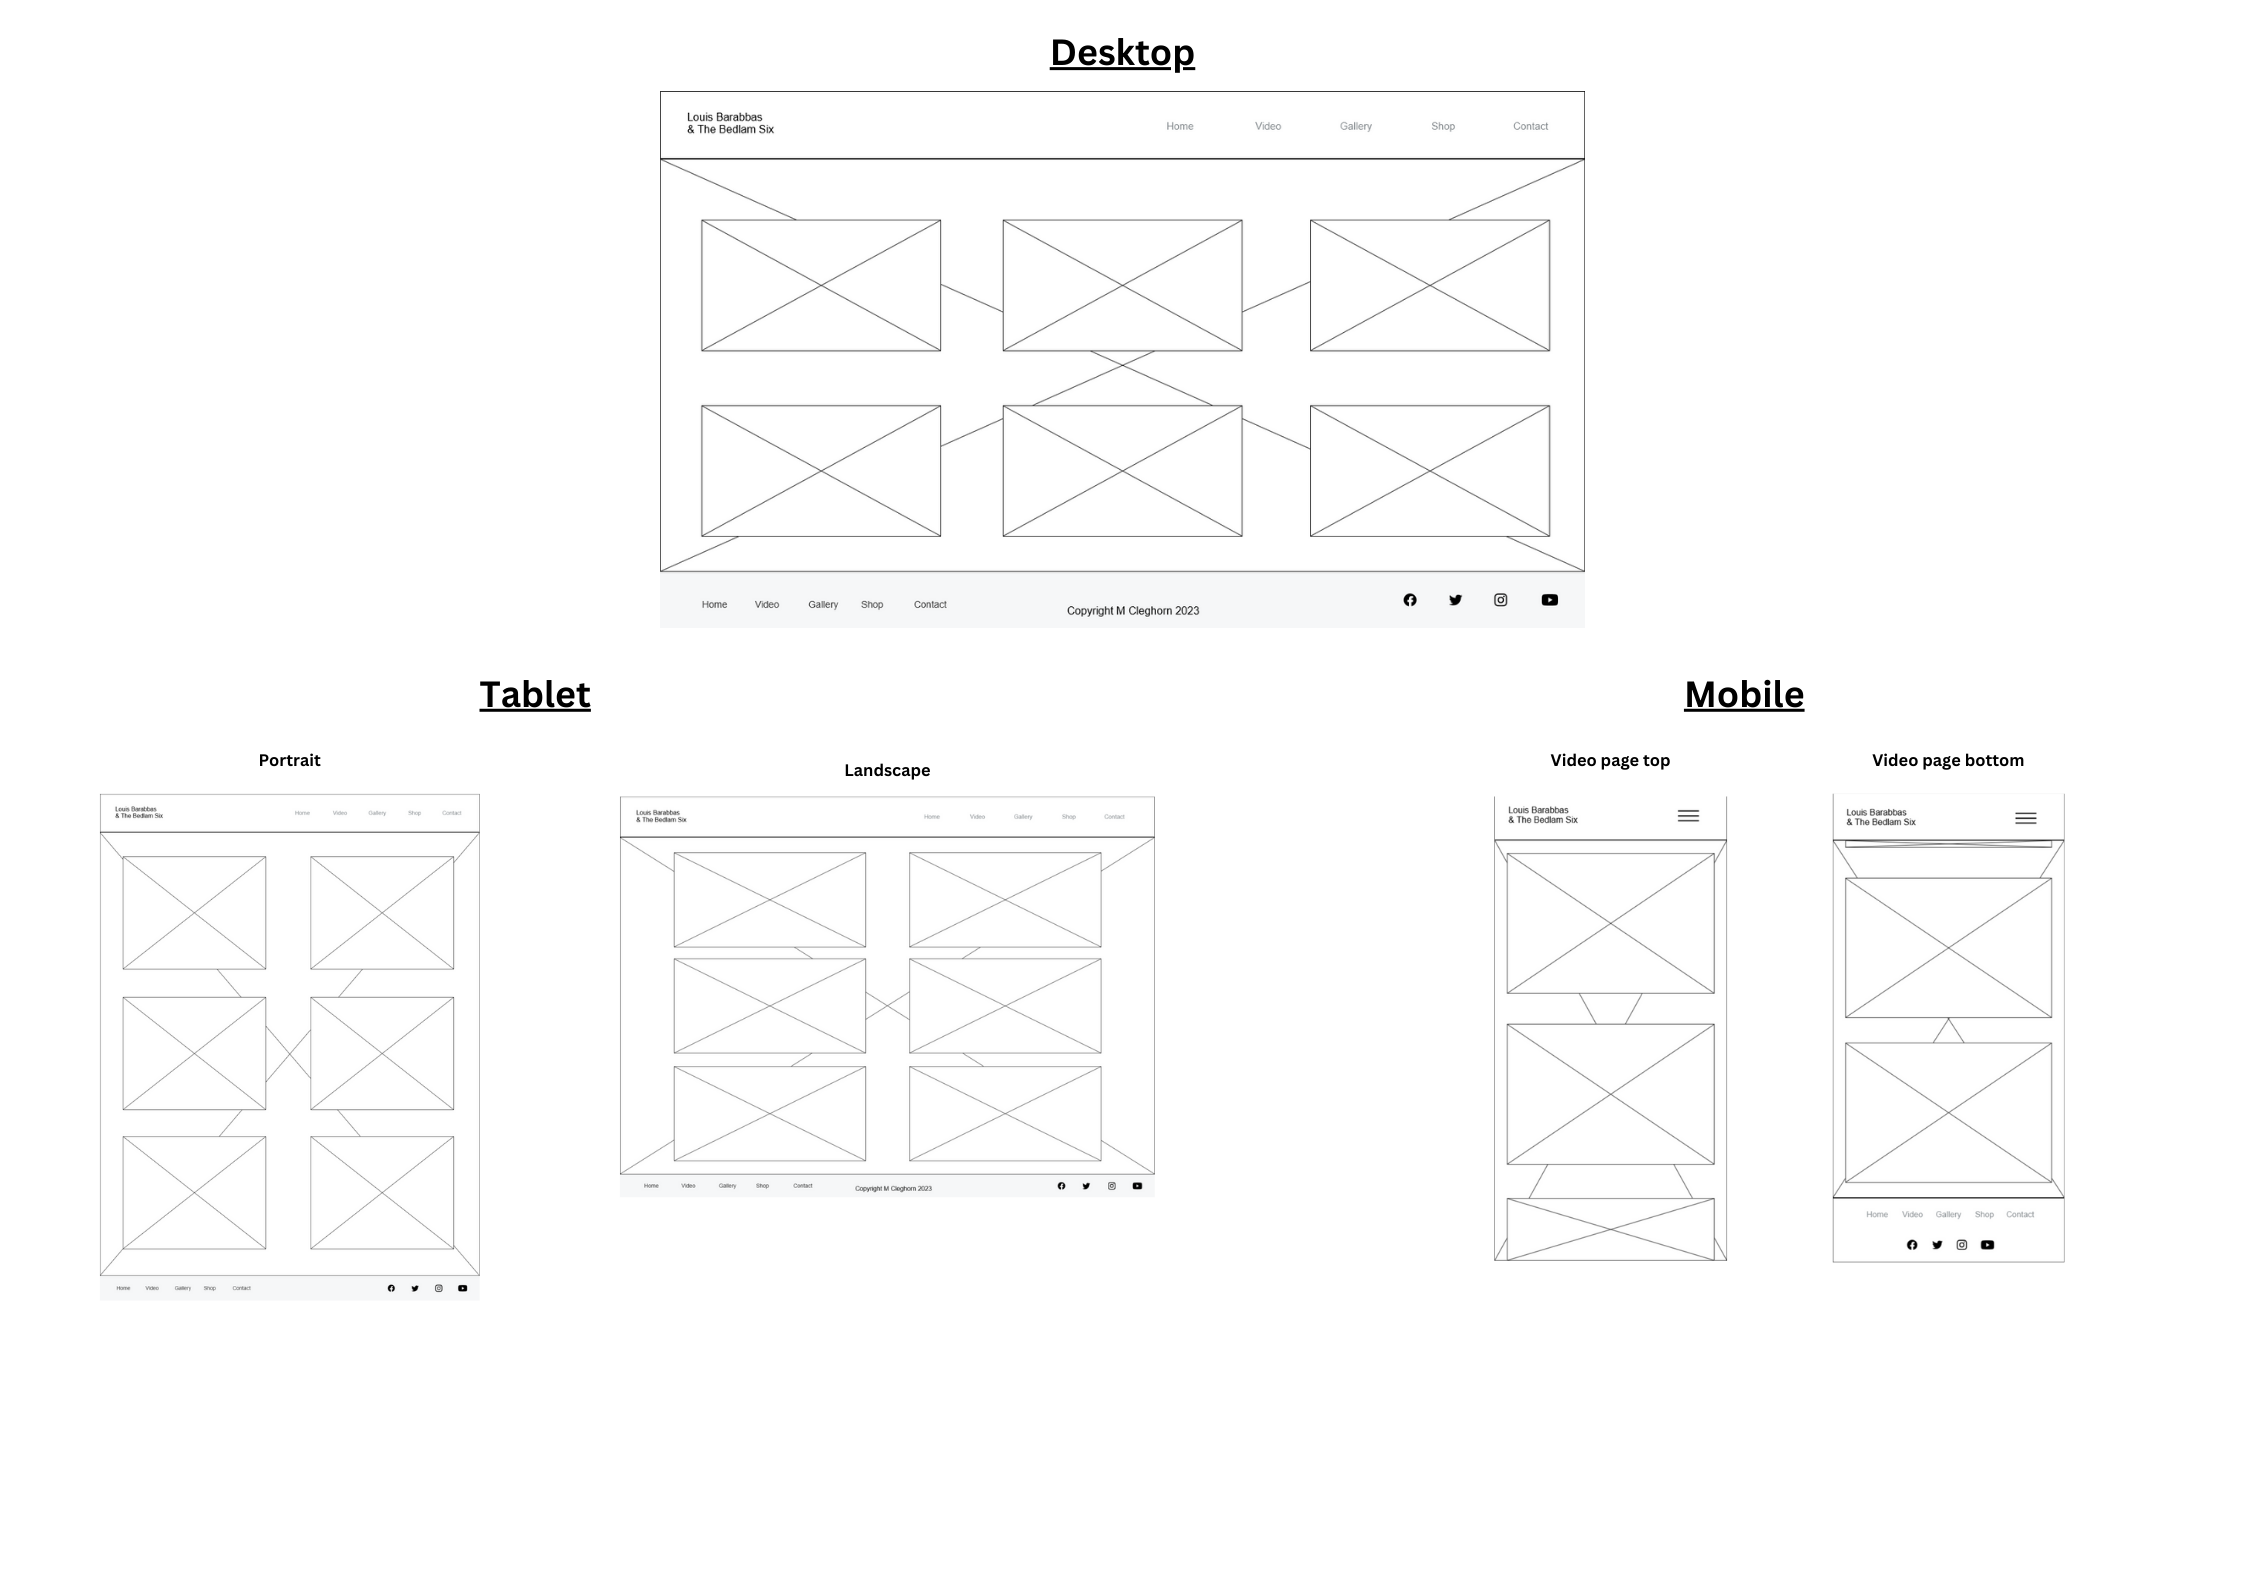 Desktop
Louis Barabbas
& The Bedlam Six
Home Video Gallery Shop Contact
Home Video Gallery Shop Contact
Copyright M Cleghorn 2023
Tablet
Portrait
Louis Barabbas
& The Bedlam Six
Home Video Gallery Shop Contact
Home Video Gallery Shop Contact
Landscape
Louis Barabbas
& The Bedlam Six
Home Video Gallery Shop Contact
Home Video Gallery Shop Contact
Copyright M Cleghorn 2023
Mobile
Video page top
Louis Barabbas
& The Bedlam Six
Video page bottom
Louis Barabbas
& The Bedlam Six
Home Video Gallery Shop Contact